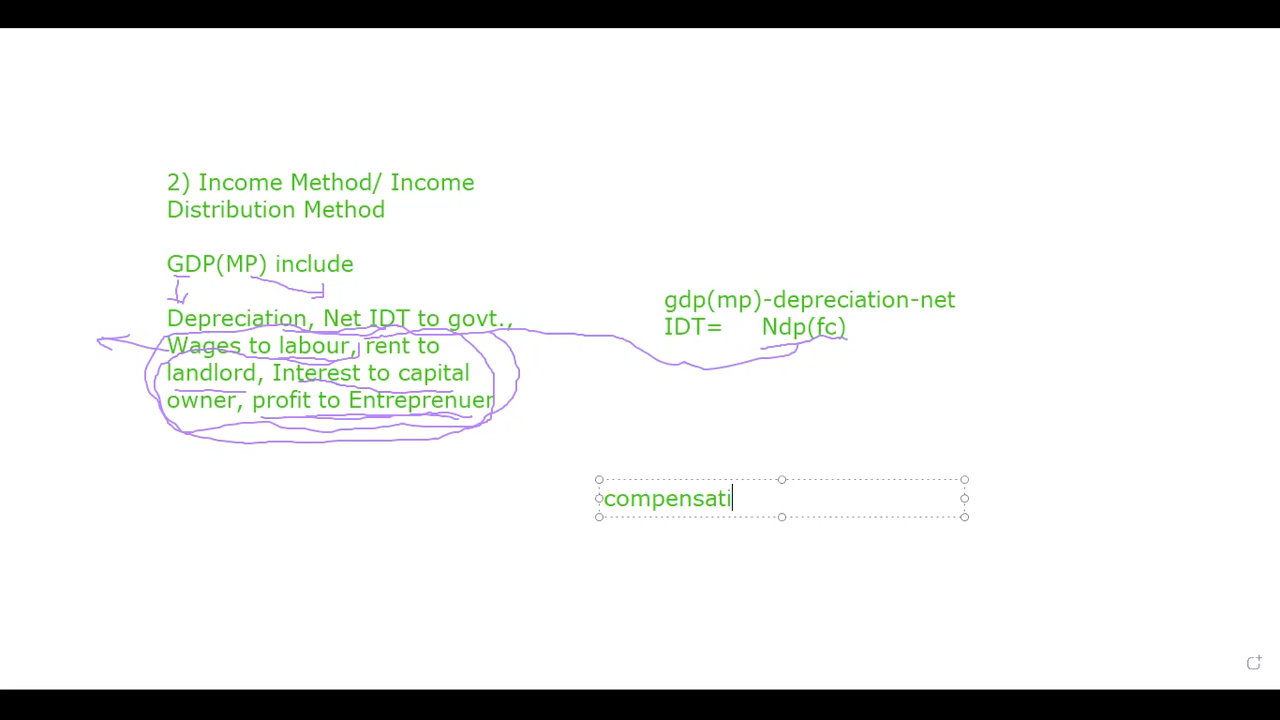 2) Income Method/ Income
Distribution Method
GDP(MP) include
Depreciation, Net IDT to govt.,
Wages to labour, rent to
landlord, Interest to capital
owner, profit to Entreprenuer
gdp(mp)-depreciation-net
IDT= Ndp(fc)
compensati